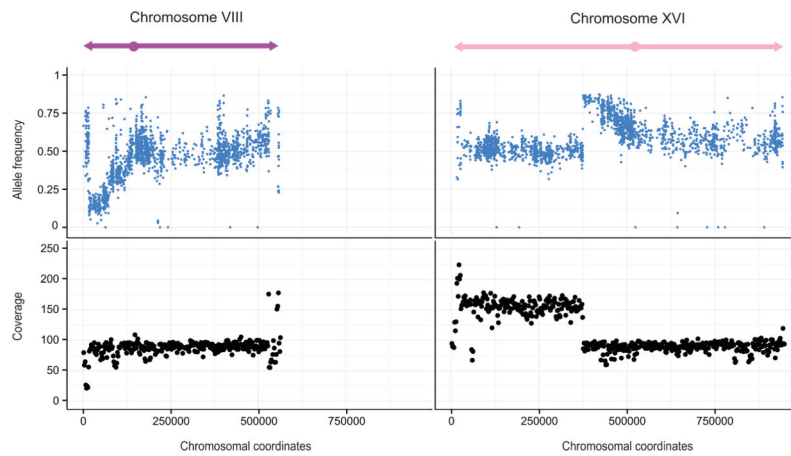 Chromosome VIII
Chromosome XVI
Allele frequency
1
0.75
0.50
0.25
0
Coverage
250
200
150
100
50
0
0 250000 500000 750000
0 250000 500000 750000
Chromosomal coordinates
Chromosomal coordinates